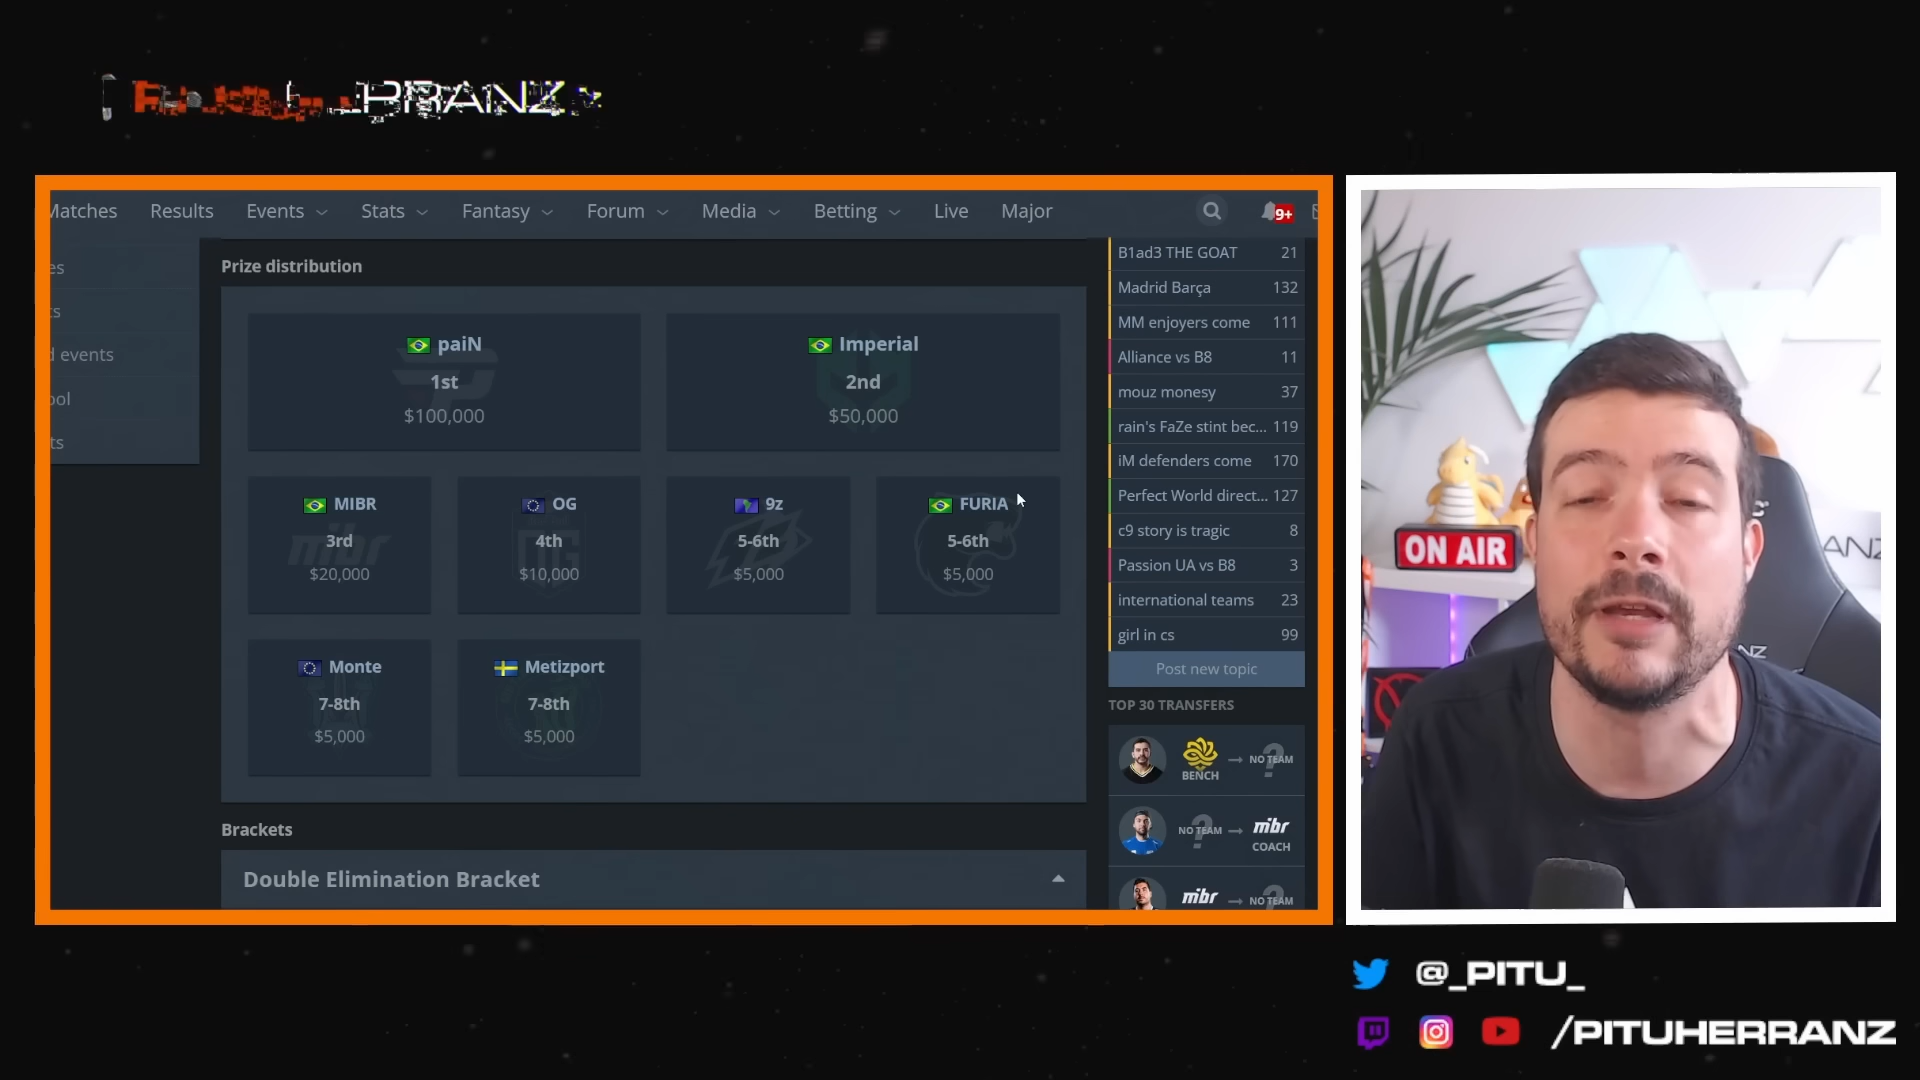 RRANZ
Matches Results Events Stats Fantasy Forum Media Betting Live Major 9+
es
ts
d events
ool
ts
Prize distribution
paiN
1st
$100,000
Imperial
2nd
$50,000
MIBR
3rd
$20,000
OG
4th
$10,000
9z
5-6th
$5,000
FURIA
5-6th
$5,000
Monte
7-8th
$5,000
Metizport
7-8th
$5,000
Brackets
Double Elimination Bracket
B1ad3 THE GOAT 21
Madrid Barça 132
MM enjoyers come 111
Alliance vs B8 11
mouz monesy 37
rain's FaZe stint bec... 119
iM defenders come 170
Perfect World direct... 127
c9 story is tragic 8
Passion UA vs B8 3
international teams 23
girl in cs 99
Post new topic
TOP 30 TRANSFERS
BENCH NO TEAM
NO TEAM mibr
COACH
mibr NO TEAM
ON AIR
@_PITU_
/PITUHERRANZ